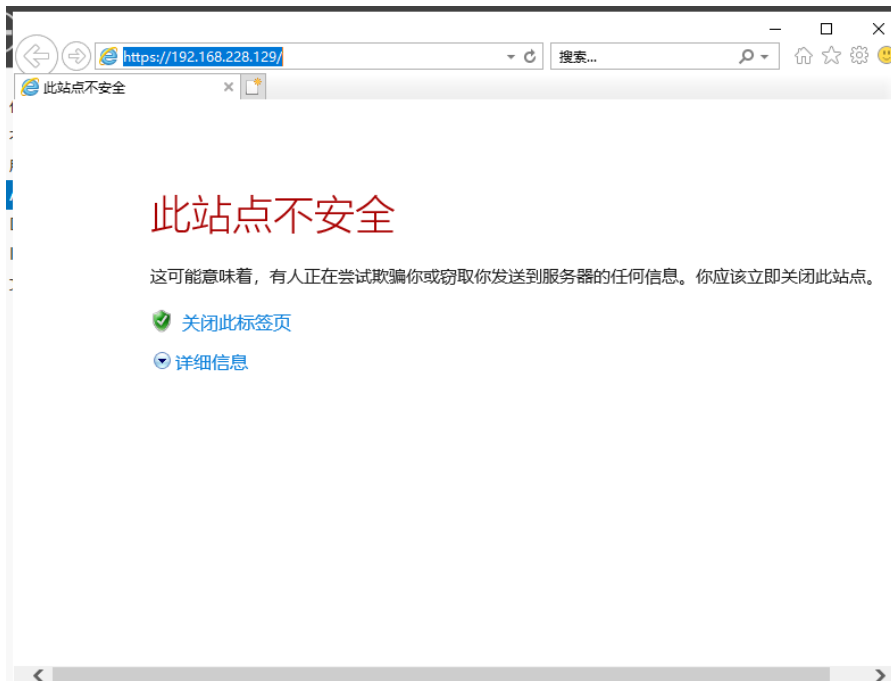 https://192.168.228.129/
搜索...
此站点不安全
此站点不安全
这可能意味着，有人正在尝试欺骗你或窃取你发送到服务器的任何信息。你应该立即关闭此站点。
关闭此标签页
详细信息